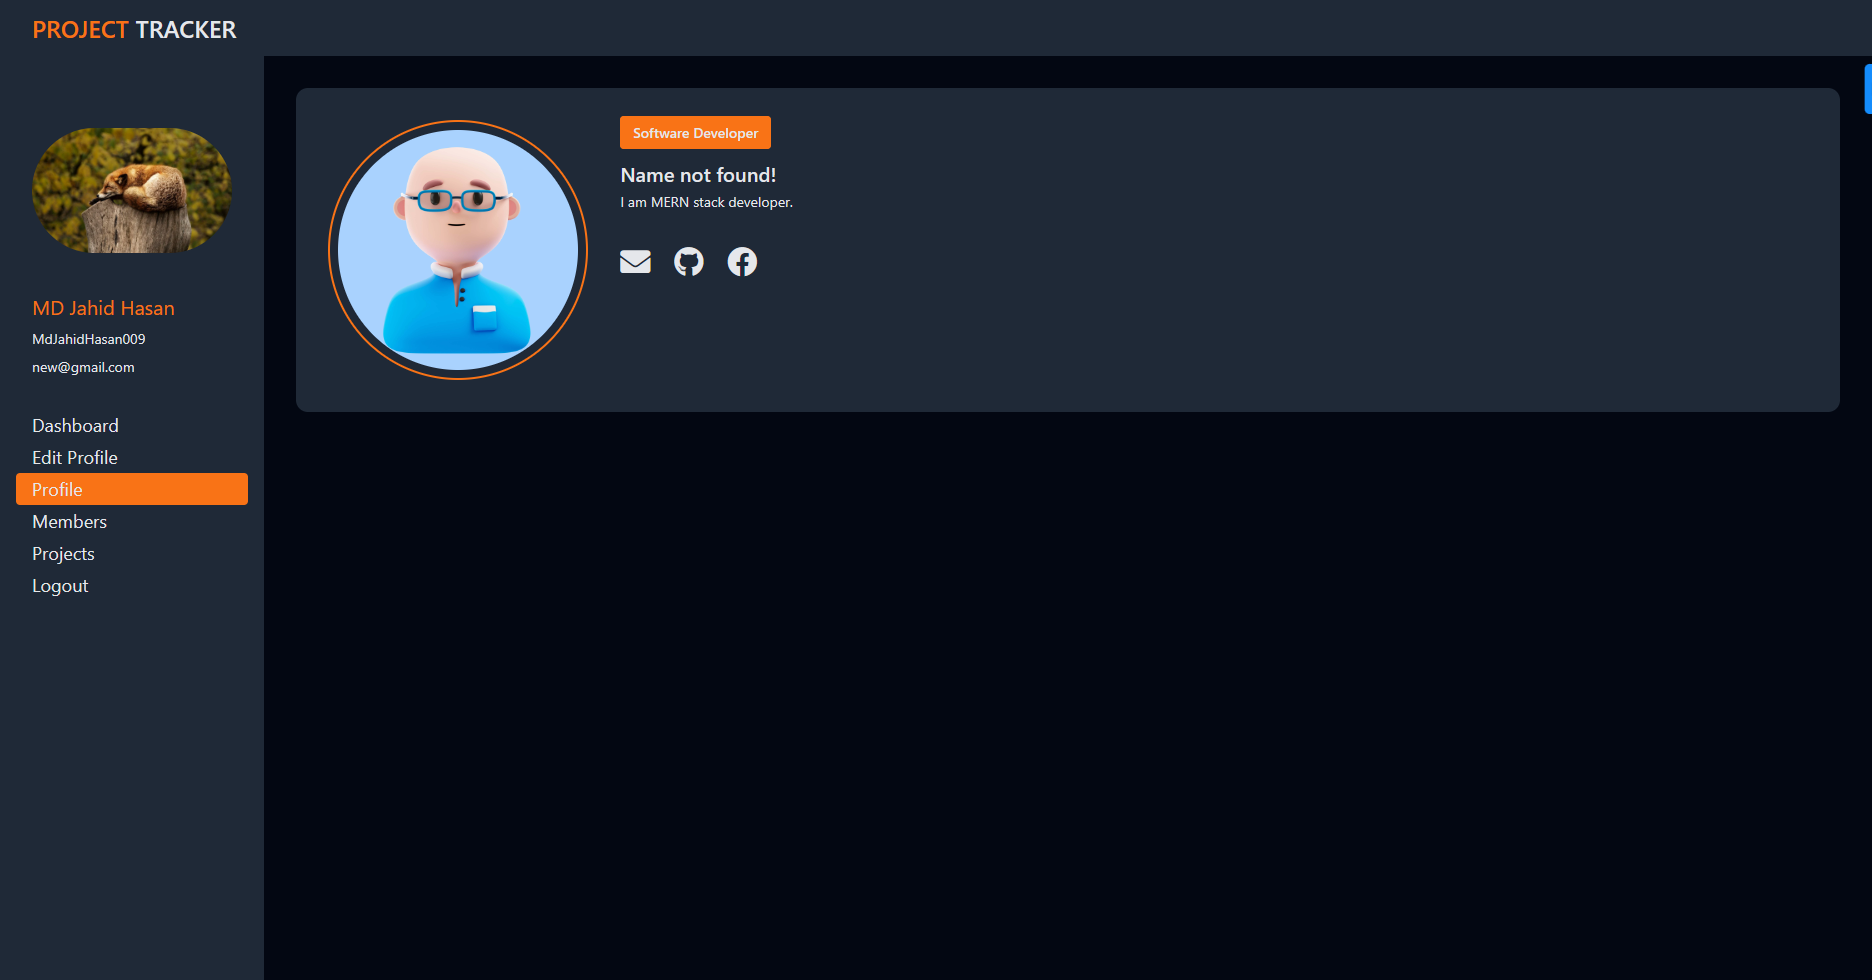 PROJECT TRACKER
MD Jahid Hasan
MdJahidHasan009
new@gmail.com
Dashboard
Edit Profile
Profile
Members
Projects
Logout
Software Developer
Name not found!
I am MERN stack developer.